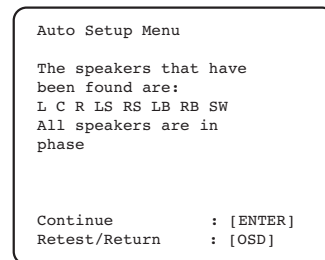 Auto Setup Menu
The speakers that have
been found are:
L C R LS RS LB RB SW
All speakers are in
phase
Continue : [ENTER]
Retest/Return : [OSD]